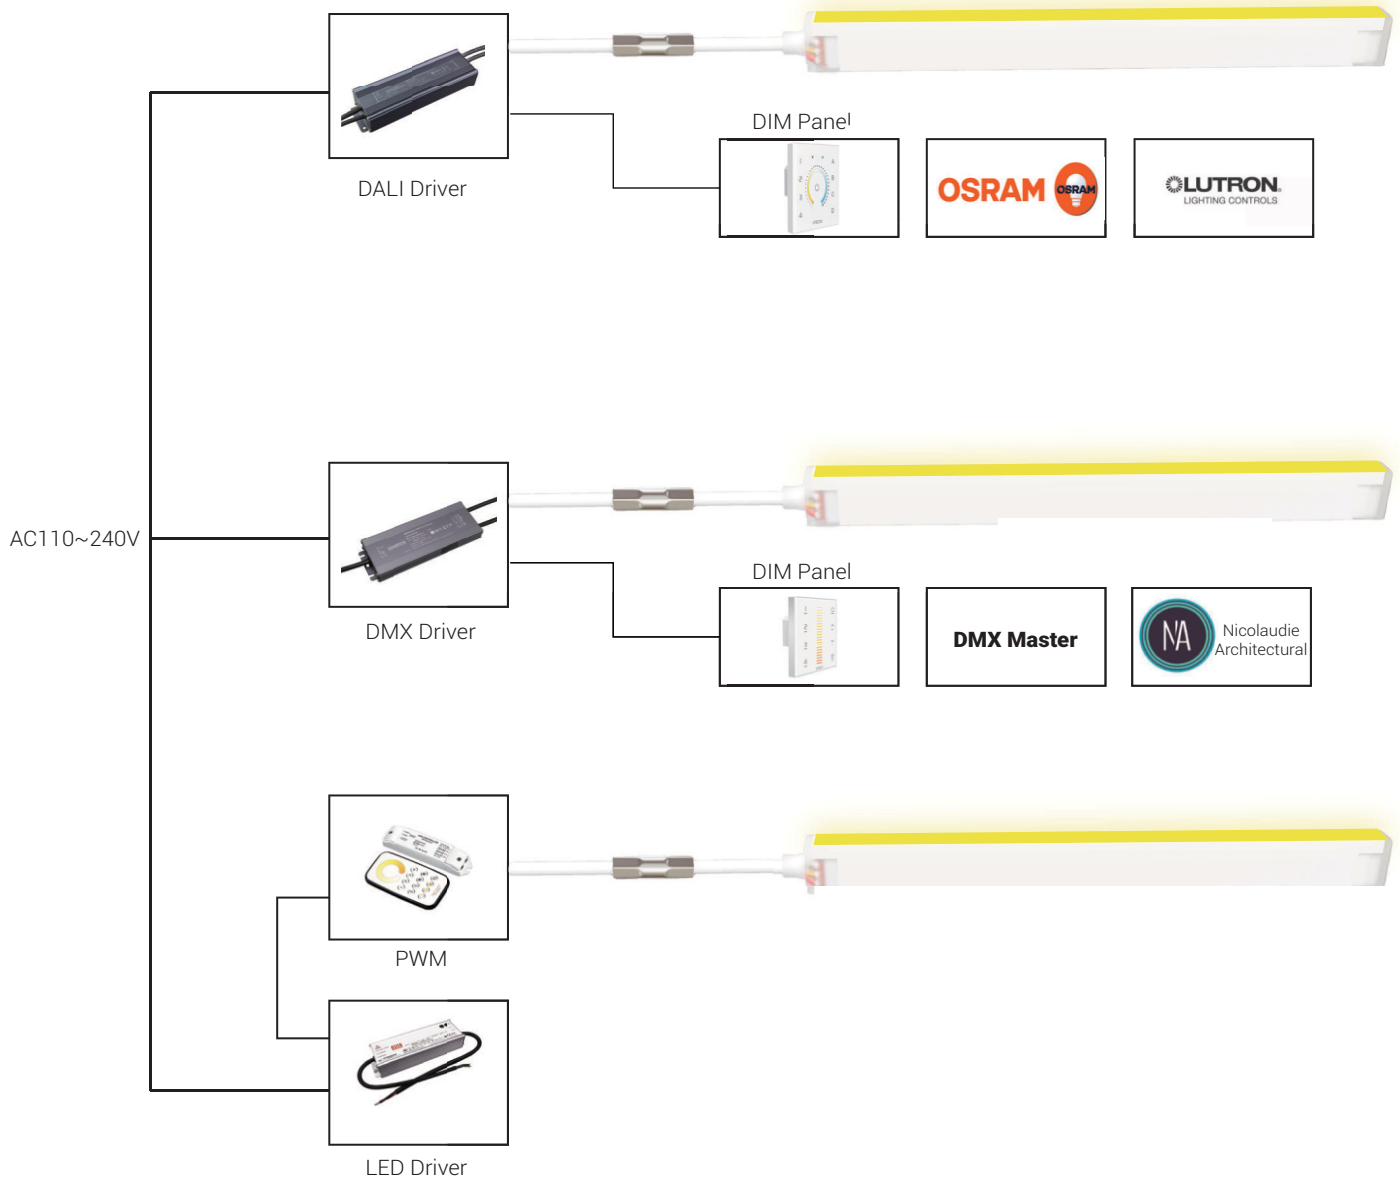 DIM Panel
OSRAM
OSRAM
LUTRON.
LIGHTING CONTROLS
DALI Driver
AC110~240V
DIM Panel
DMX Master
NA
Nicolaudie
Architectural
DMX Driver
PWM
LED Driver